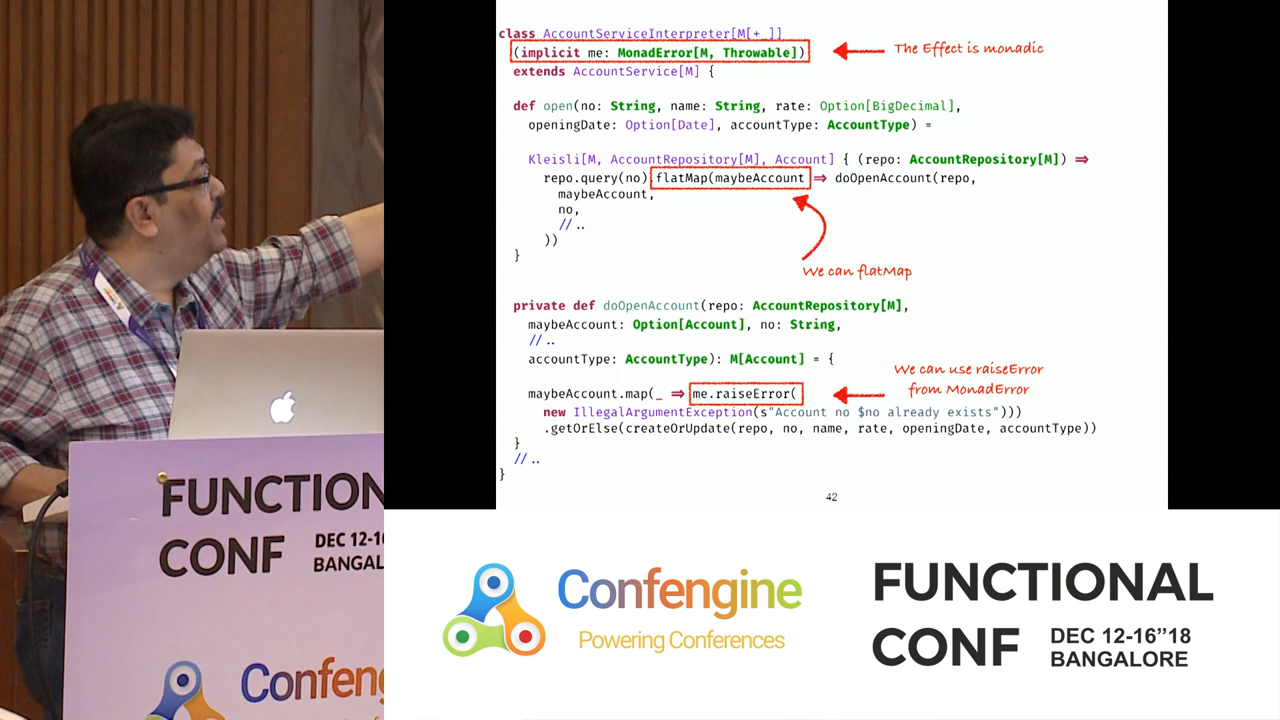 class AccountServiceInterpreter[M[+_]]
(implicit me: MonadError[M, Throwable])
The Effect is monadic
extends AccountService[M] {
def open(no: String, name: String, rate: Option[BigDecimal],
openingDate: Option[Date], accountType: AccountType) =
Kleisli[M, AccountRepository[M], Account] { (repo: AccountRepository[M]) ⇒
repo.query(no).flatMap(maybeAccount ⇒ doOpenAccount(repo,
maybeAccount,
no,
//..
))
}
We can flatMap
private def doOpenAccount(repo: AccountRepository[M],
maybeAccount: Option[Account], no: String,
//..
accountType: AccountType): M[Account] = {
We can use raiseError
from MonadError
maybeAccount.map(_ ⇒ me.raiseError(
new IllegalArgumentException(s"Account no $no already exists")))
.getOrElse(createOrUpdate(repo, no, name, rate, openingDate, accountType))
}
//..
}
42
FUNCTION
CONF
DEC 12-16
BANGAL
Confeng
Confengine
Powering Conferences
FUNCTIONAL
CONF
DEC 12-16”18
BANGALORE